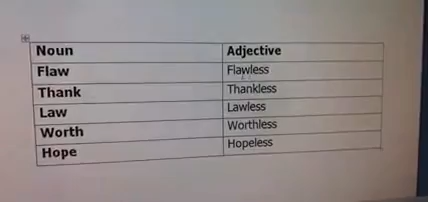 Noun Adjective
Flaw Flawless
Thank Thankless
Law Lawless
Worth Worthless
Hope Hopeless